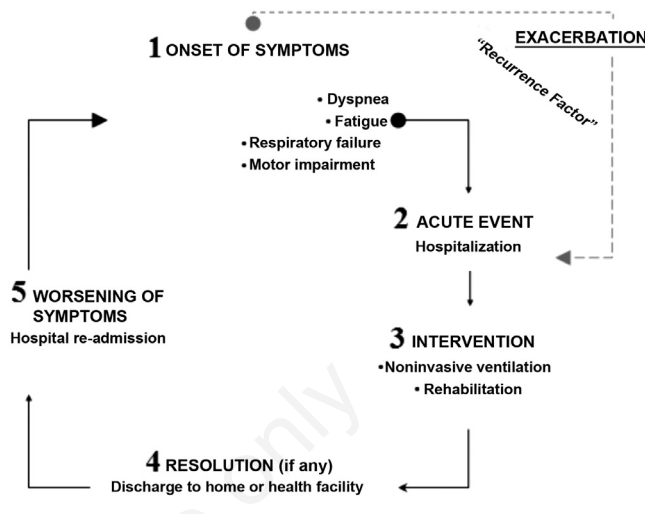 1 ONSET OF SYMPTOMS
EXACERBATION
“Recurrence Factor”
• Dyspnea
• Fatigue
• Respiratory failure
• Motor impairment
2 ACUTE EVENT
Hospitalization
3 INTERVENTION
• Noninvasive ventilation
• Rehabilitation
4 RESOLUTION (if any)
Discharge to home or health facility
5 WORSENING OF
SYMPTOMS
Hospital re-admission
only